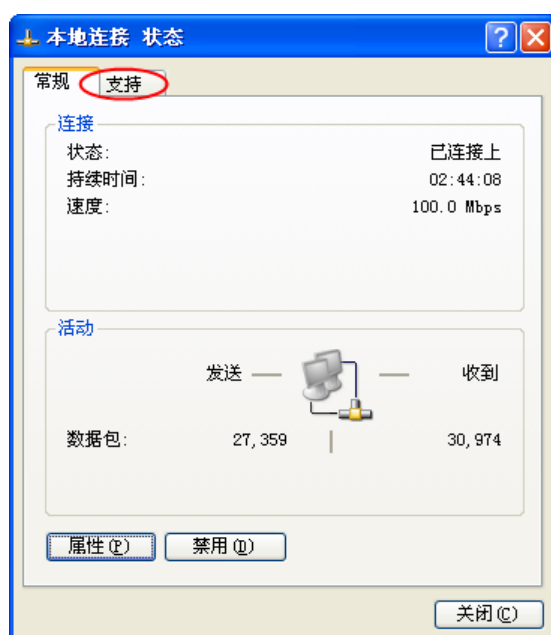 本地连接 状态
常规 支持
连接
状态: 已连接上
持续时间: 02:44:08
速度: 100.0 Mbps
活动
发送 收到
数据包: 27,359 30,974
属性(P) 禁用(D)
关闭(C)